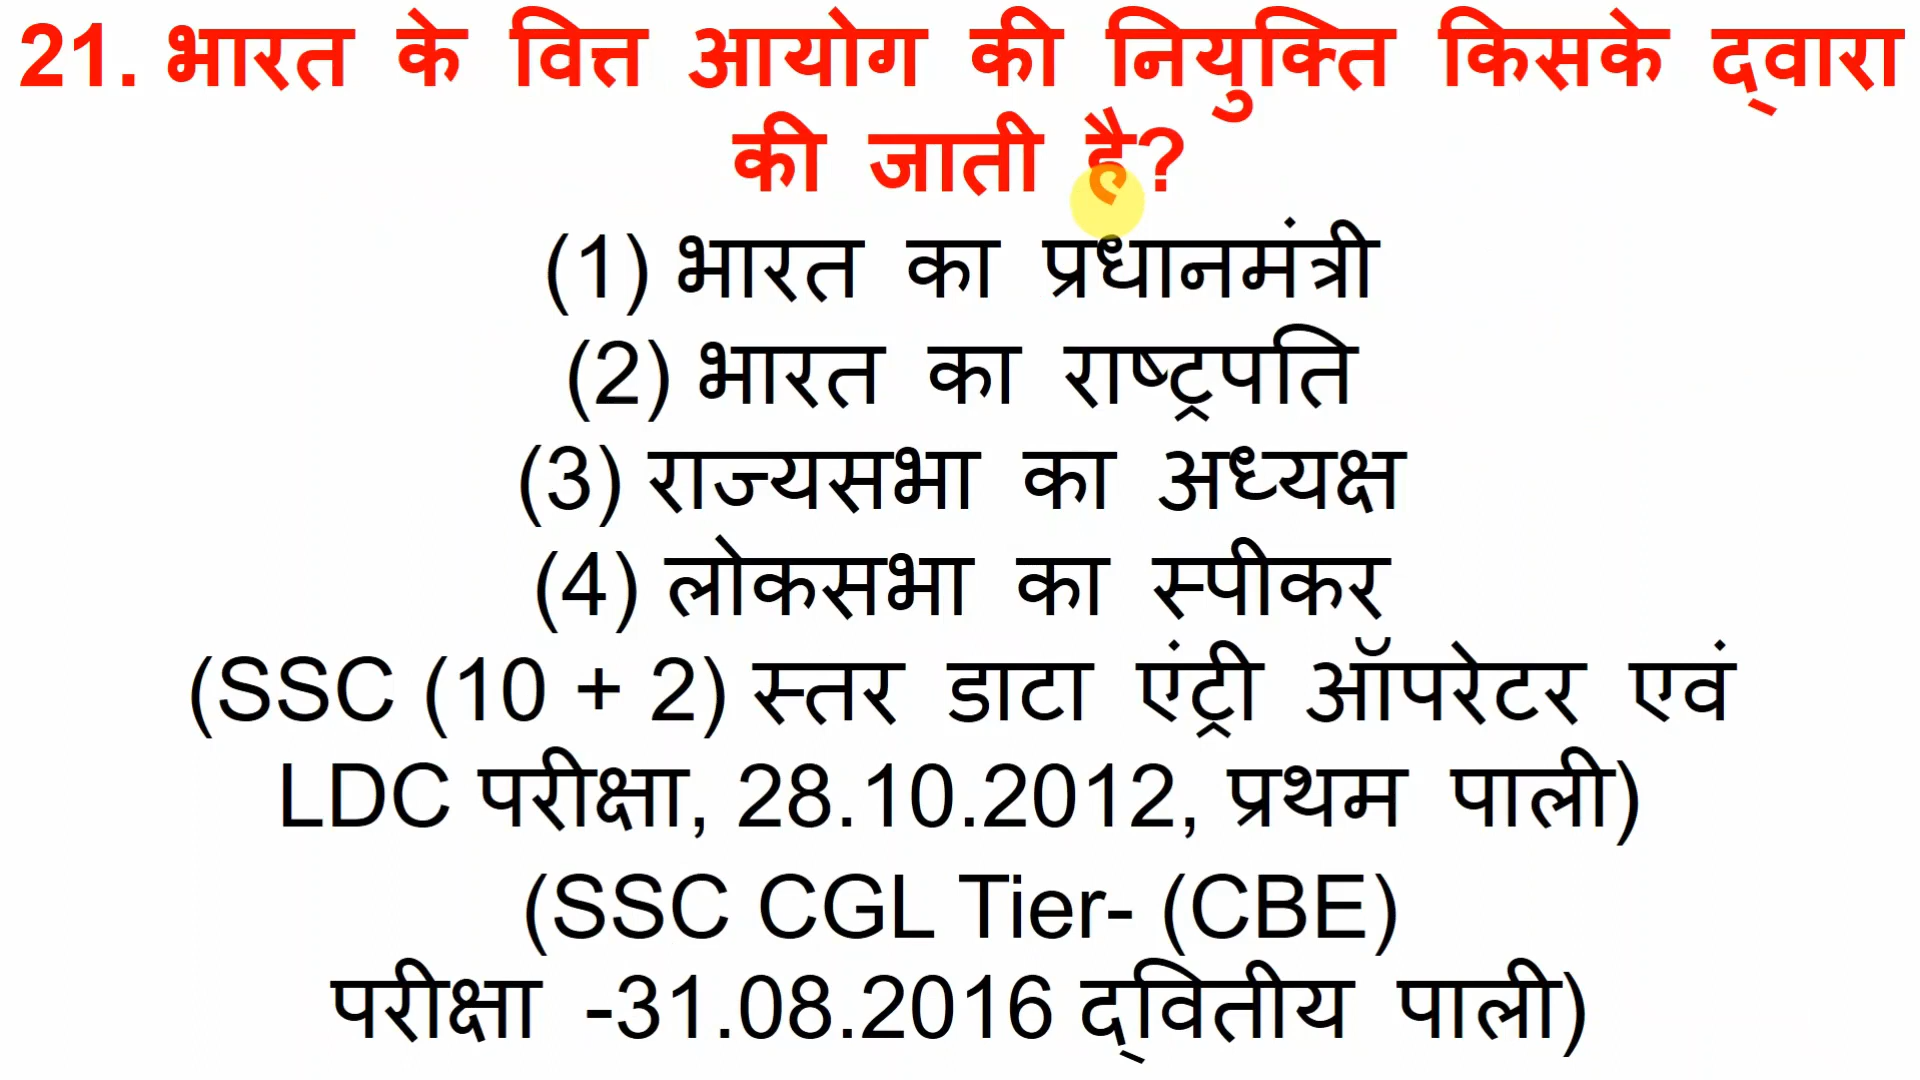 21. भारत के वित्त आयोग की नियुक्ति किसके द्वारा
की जाती है?
(1) भारत का प्रधानमंत्री
(2) भारत का राष्ट्रपति
(3) राज्यसभा का अध्यक्ष
(4) लोकसभा का स्पीकर
(SSC (10 + 2) स्तर डाटा एंट्री ऑपरेटर एवं
LDC परीक्षा, 28.10.2012, प्रथम पाली)
(SSC CGL Tier- (CBE)
परीक्षा -31.08.2016 द्वितीय पाली)